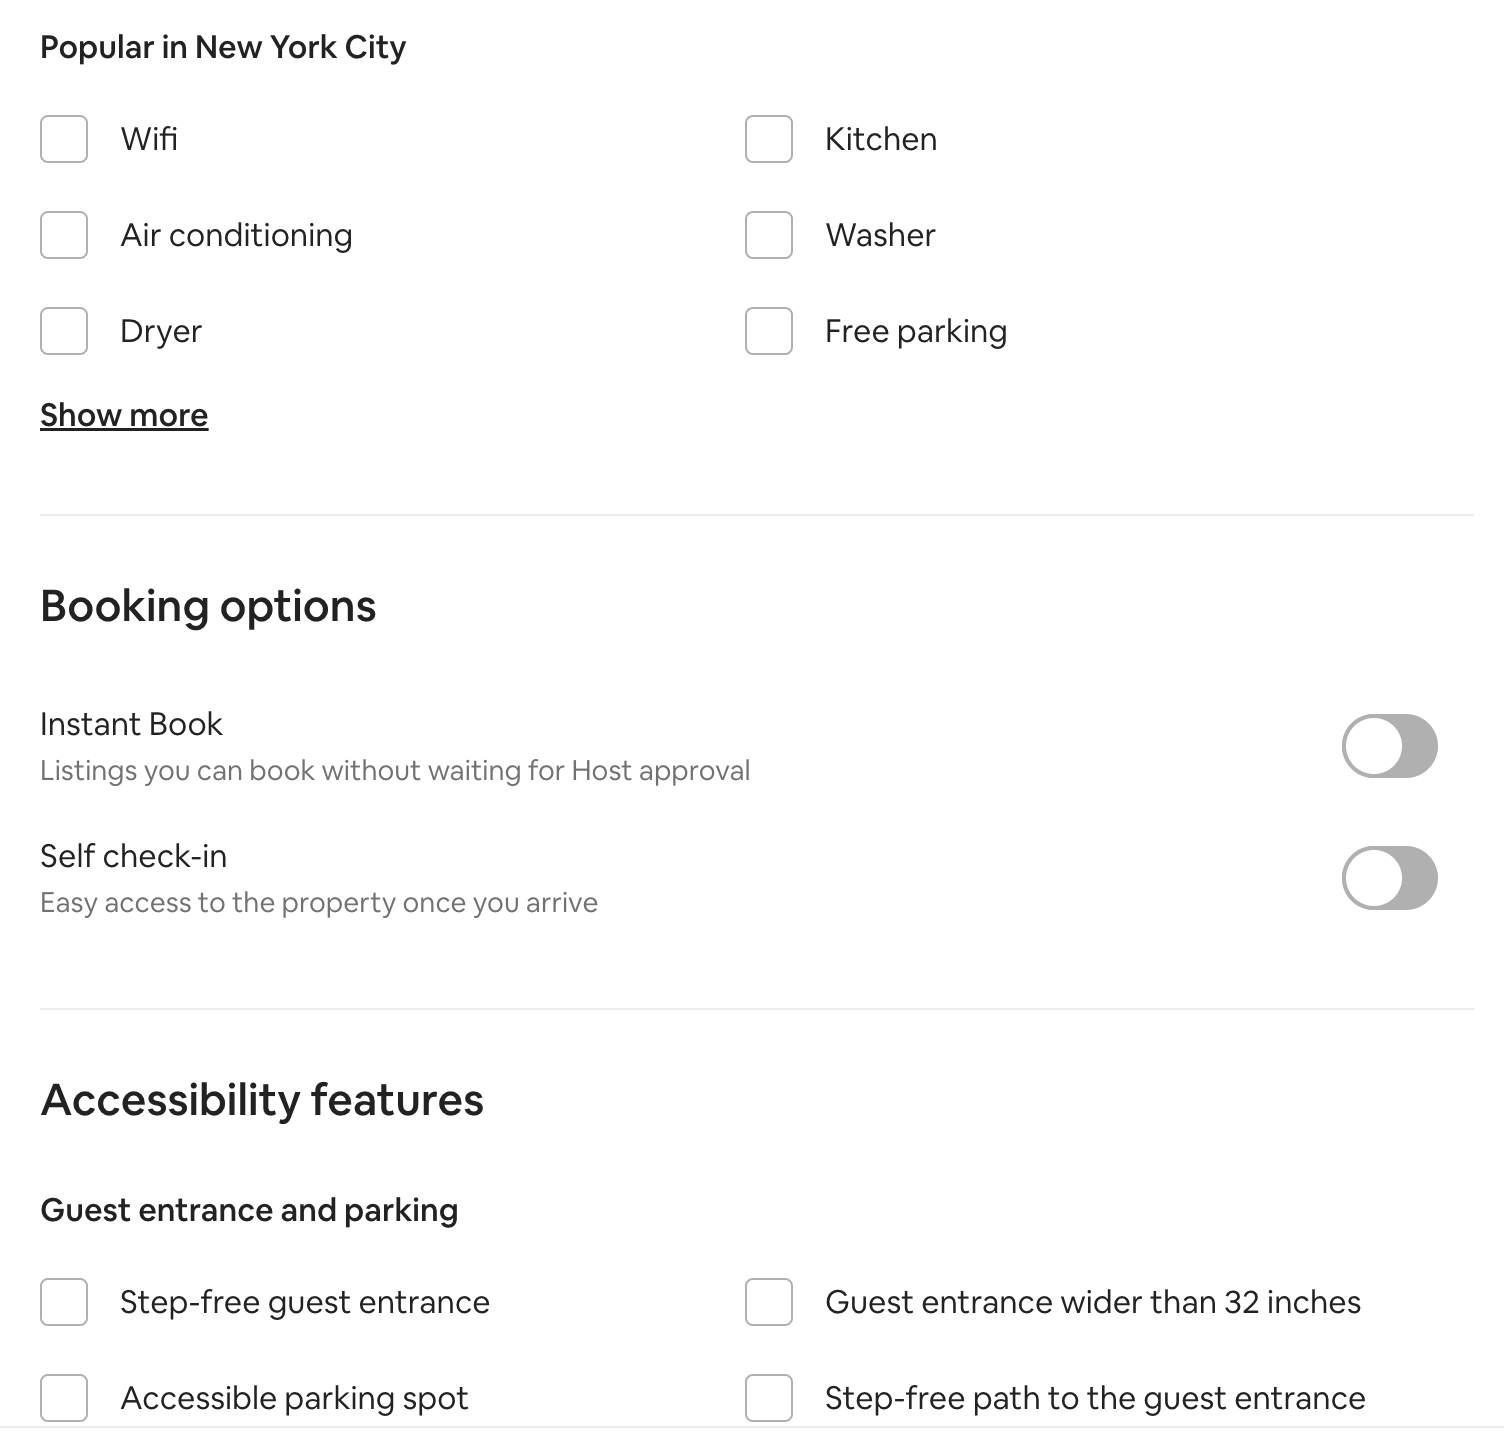 Popular in New York City
Wifi
Kitchen
Air conditioning
Washer
Dryer
Free parking
Show more
Booking options
Instant Book
Listings you can book without waiting for Host approval
Self check-in
Easy access to the property once you arrive
Accessibility features
Guest entrance and parking
Step-free guest entrance
Guest entrance wider than 32 inches
Accessible parking spot
Step-free path to the guest entrance